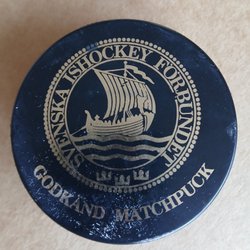 SVENSKA ISHOCKEY FÖRBUNDET
GODKÄND MATCHPUCK